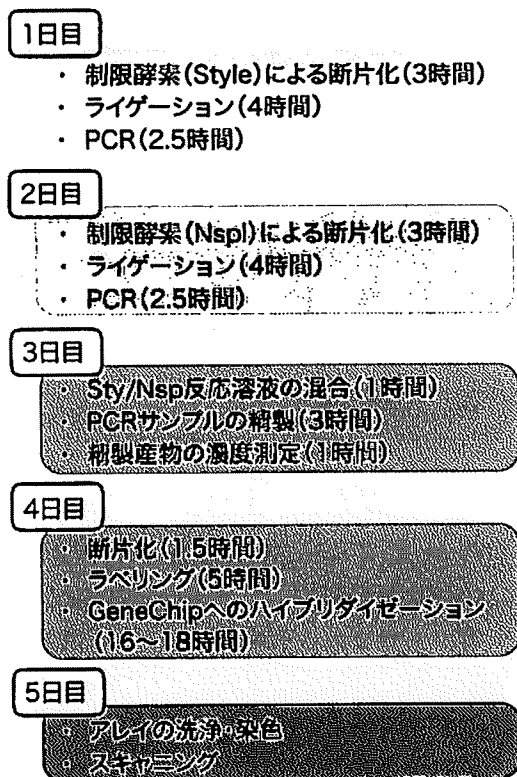 1日目
・ 制限酵素(Style)による断片化(3時間)
・ ライゲーション(4時間)
・ PCR(2.5時間)
2日目
・ 制限酵素(NspI)による断片化(3時間)
・ ライゲーション(4時間)
・ PCR(2.5時間)
3日目
・ Sty/Nsp反応溶液の混合(1時間)
・ PCRサンプルの精製(3時間)
・ 精製産物の濃度測定(1時間)
4日目
・ 断片化(1.5時間)
・ ラベリング(5時間)
・ GeneChipへのハイブリダイゼーション
(16〜18時間)
5日目
・ アレイの洗浄・染色
・ スキャニング